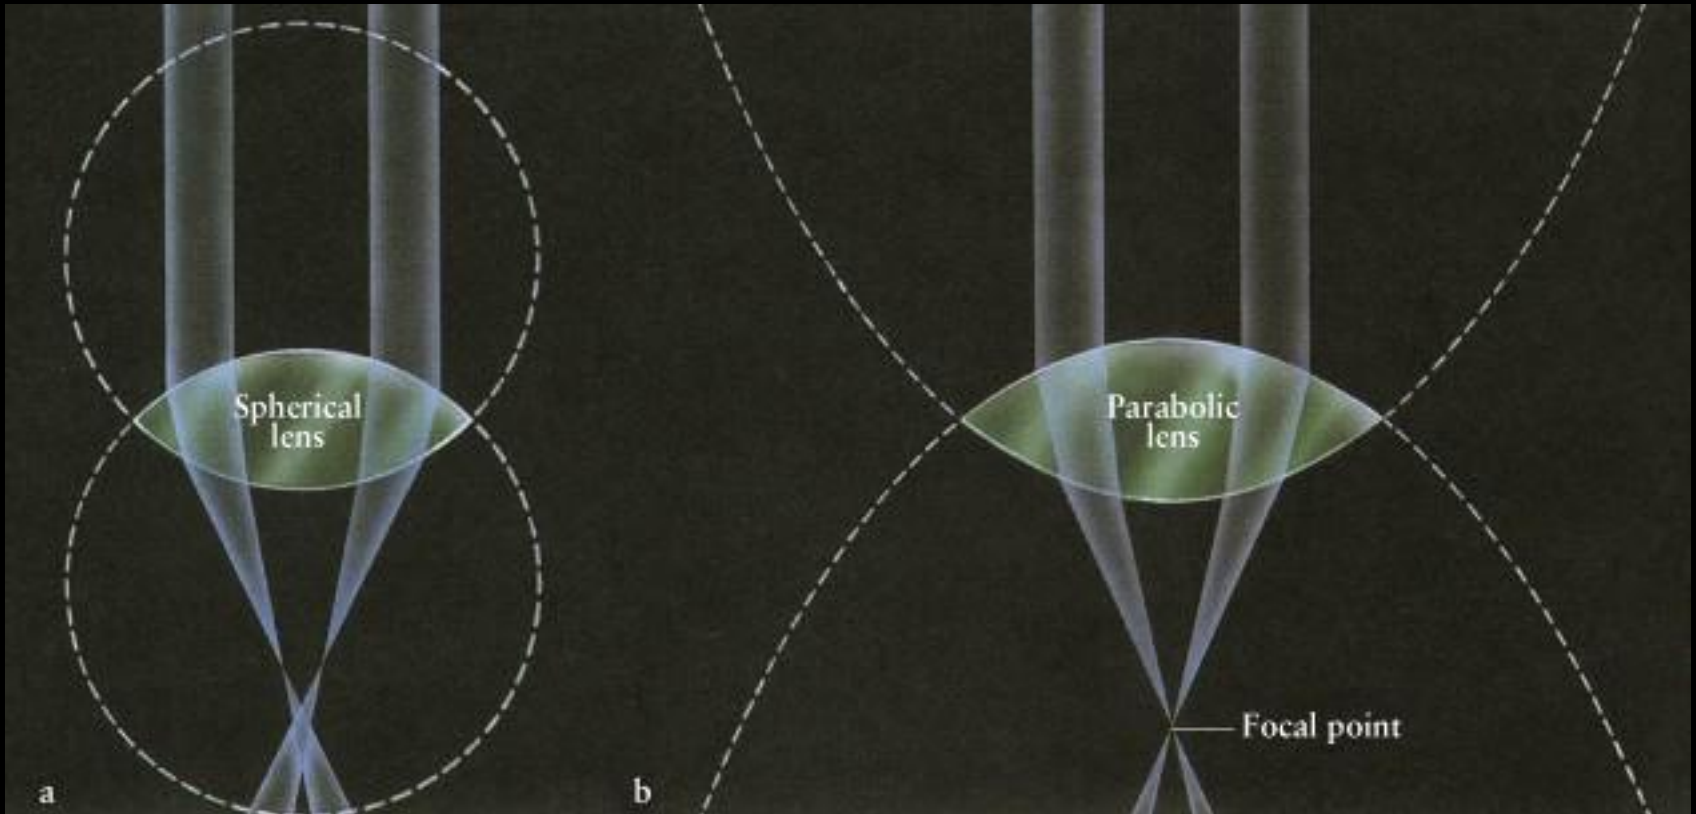 Spherical
lens
Parabolic
lens
Focal point
a
b